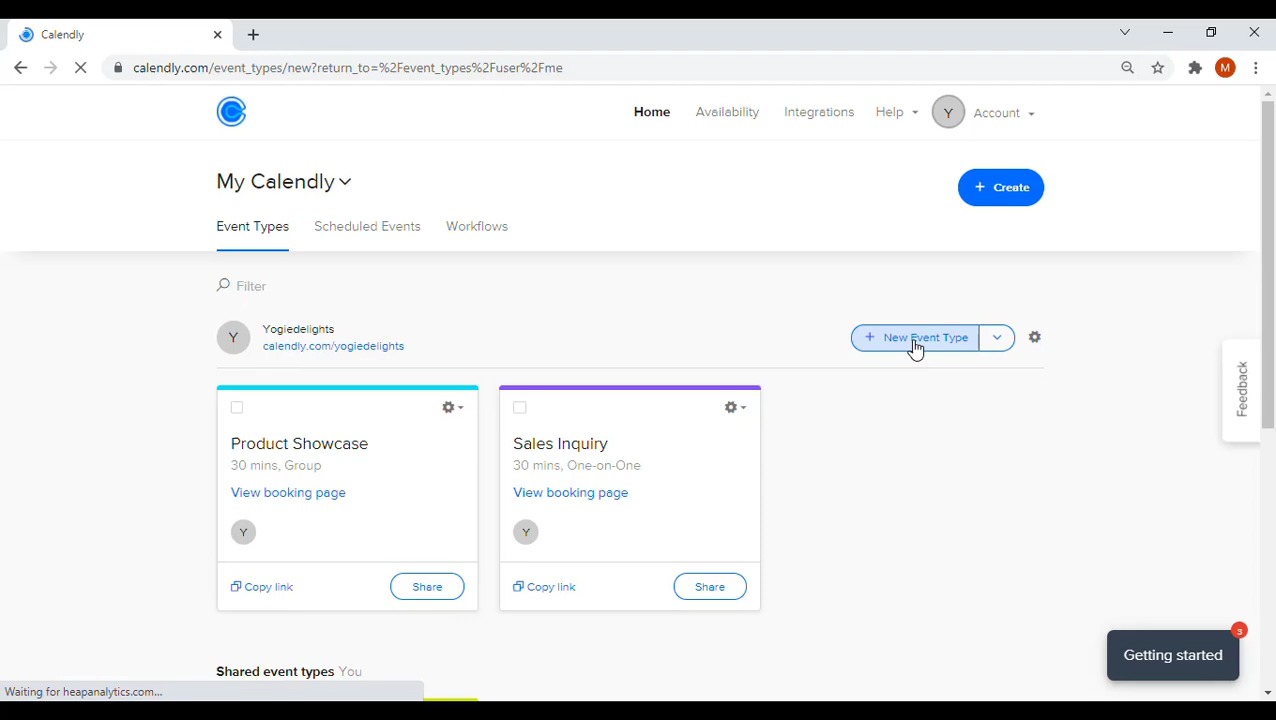 Calendly
calendly.com/event_types/new?return_to=%2Fevent_types%2Fuser%2Fme
M
Home Availability Integrations Help Y Account
My Calendly
+ Create
Event Types Scheduled Events Workflows
Filter
Y
Yogiedelights
calendly.com/yogiedelights
+ New Event Type
Feedback
Product Showcase
30 mins, Group
View booking page
Y
Copy link Share
Sales Inquiry
30 mins, One-on-One
View booking page
Y
Copy link Share
3
Getting started
Shared event types You
Waiting for heapanalytics.com...